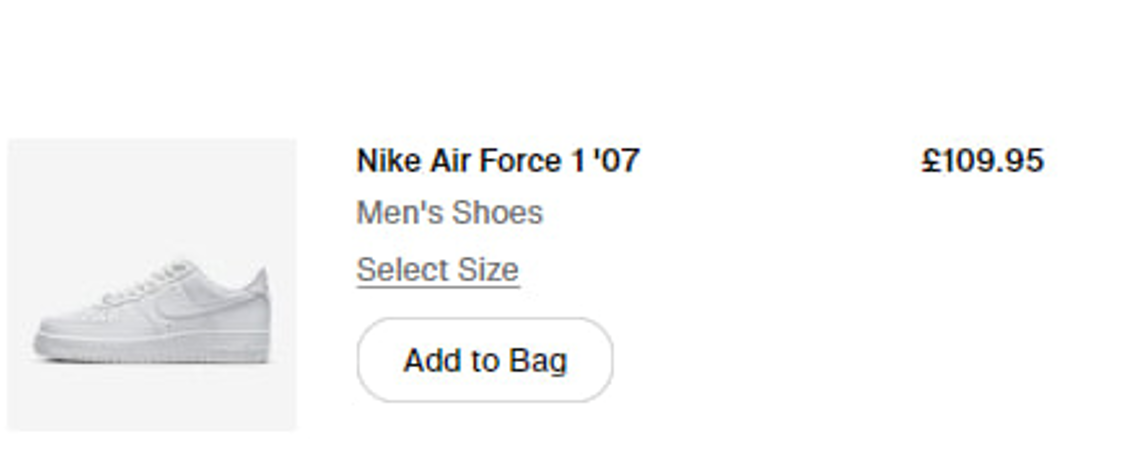 Nike Air Force 1 '07
£109.95
Men's Shoes
Select Size
Add to Bag